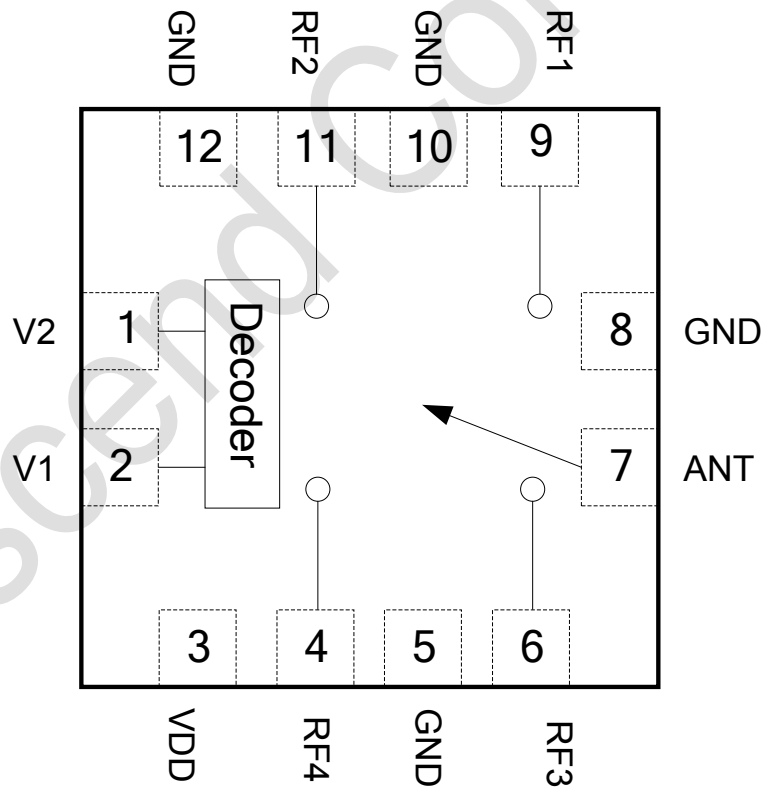 GND RF2 GND RF1
12 11 10 9
V2 1 Decoder 8 GND
V1 2 7 ANT
3 4 5 6
VDD RF4 GND RF3